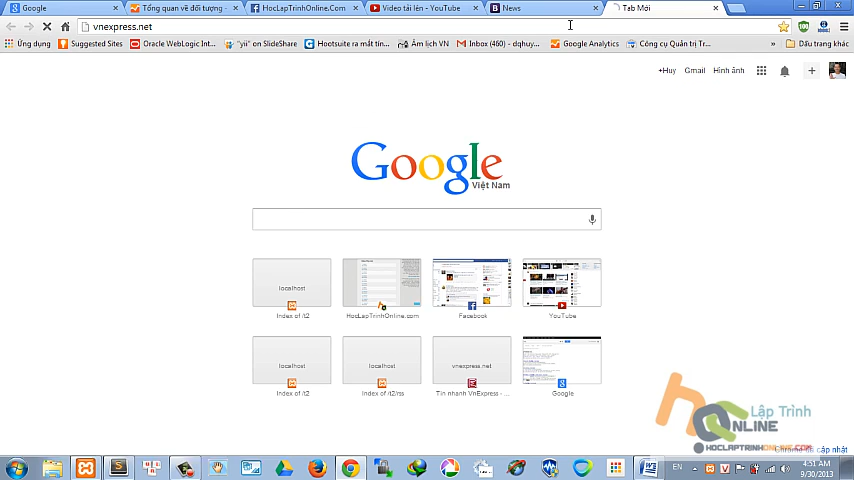 Google
Tổng quan về đối tượng -
HocLapTrinhOnline.Com
Video tải lên - YouTube
News
Tab Mới
vnexpress.net
Ứng dụng
Suggested Sites
Oracle WebLogic Int...
"yii" on SlideShare
Hootsuite ra mắt tín...
Âm lịch VN
Inbox (460) - dqhuy...
Google Analytics
Công cụ Quản trị Tr...
»
Dấu trang khác
+Huy
Gmail
Hình ảnh
Google
Việt Nam
localhost
Index of /t2
HocLapTrinhOnline.com
Facebook
YouTube
localhost
Index of /t2
localhost
Index of /t2/rss
vnexpress.net
Tin nhanh VnExpress - ...
Google
Lập Trình
ONLINE
HOCLAPTRINHONLINE.COM
cập nhật
EN
4:51 AM
9/30/2013